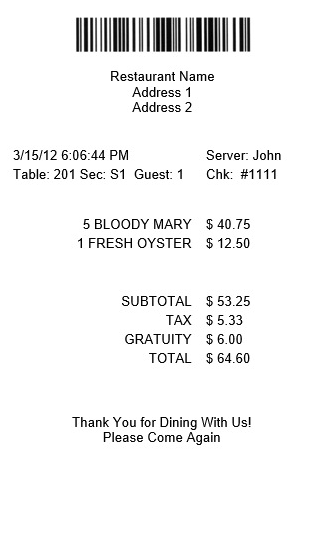 Restaurant Name
Address 1
Address 2
3/15/12 6:06:44 PM Server: John
Table: 201 Sec: S1 Guest: 1 Chk: #1111
5 BLOODY MARY $ 40.75
1 FRESH OYSTER $ 12.50
SUBTOTAL $ 53.25
TAX $ 5.33
GRATUITY $ 6.00
TOTAL $ 64.60
Thank You for Dining With Us!
Please Come Again